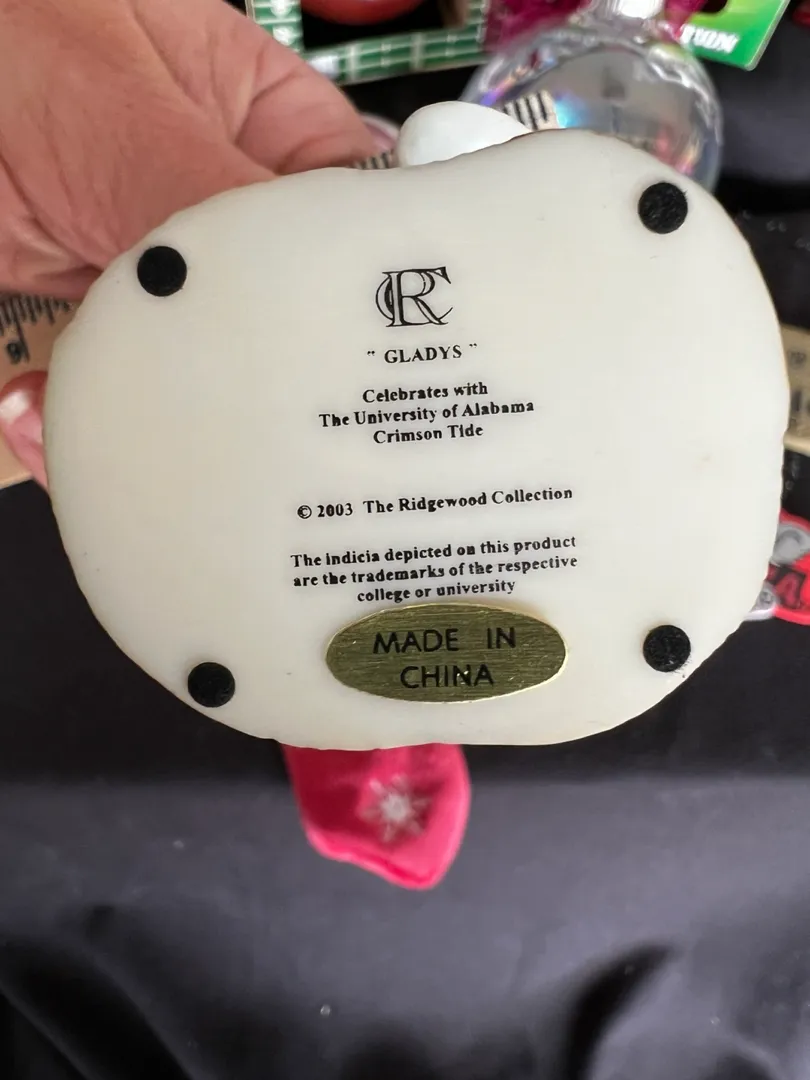 CRC
" GLADYS "
Celebrates with
The University of Alabama
Crimson Tide
© 2003 The Ridgewood Collection
The indicia depicted on this product
are the trademarks of the respective
college or university
MADE IN
CHINA